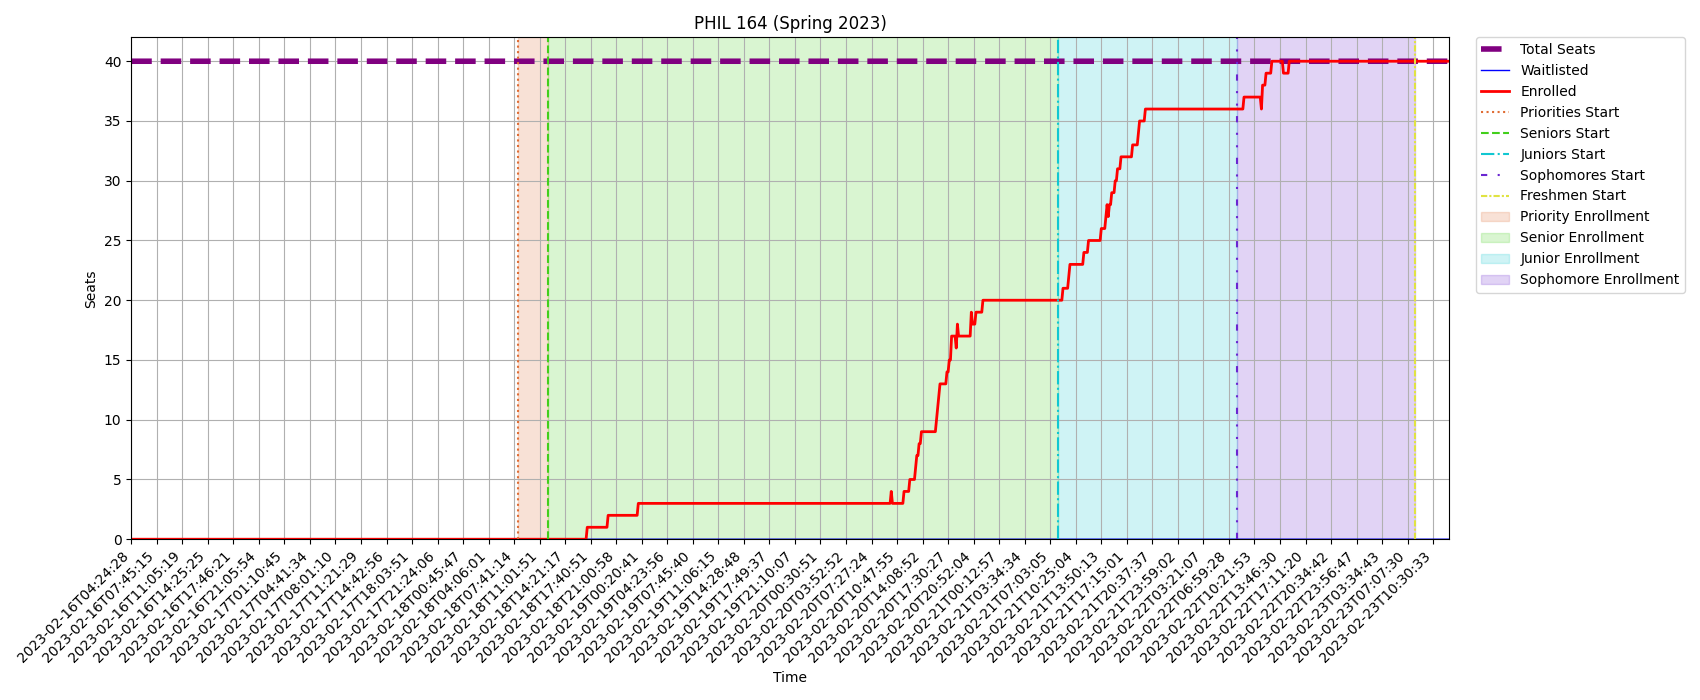 PHIL 164 (Spring 2023)
Seats
40
35
30
25
20
15
10
5
0
2023-02-16T04:24:28
2023-02-16T07:45:15
2023-02-16T11:05:19
2023-02-16T14:25:25
2023-02-16T17:46:21
2023-02-16T21:05:54
2023-02-17T01:10:45
2023-02-17T04:41:34
2023-02-17T08:01:10
2023-02-17T11:21:29
2023-02-17T14:42:56
2023-02-17T18:03:51
2023-02-17T21:24:06
2023-02-18T00:45:47
2023-02-18T04:06:01
2023-02-18T07:41:14
2023-02-18T11:01:51
2023-02-18T14:21:17
2023-02-18T17:40:51
2023-02-18T21:00:58
2023-02-19T00:20:41
2023-02-19T04:23:56
2023-02-19T07:45:40
2023-02-19T11:06:15
2023-02-19T14:28:48
2023-02-19T17:49:37
2023-02-19T21:10:07
2023-02-20T00:30:51
2023-02-20T03:52:52
2023-02-20T07:27:24
2023-02-20T10:47:55
2023-02-20T14:08:52
2023-02-20T17:30:27
2023-02-20T20:52:04
2023-02-21T00:12:57
2023-02-21T03:34:34
2023-02-21T07:03:05
2023-02-21T10:25:04
2023-02-21T13:50:13
2023-02-21T17:15:01
2023-02-21T20:37:37
2023-02-21T23:59:02
2023-02-22T03:21:07
2023-02-22T06:59:28
2023-02-22T10:21:53
2023-02-22T13:46:30
2023-02-22T17:11:20
2023-02-22T20:34:42
2023-02-22T23:56:47
2023-02-23T03:34:43
2023-02-23T07:07:30
2023-02-23T10:30:33
Time
Total Seats
Waitlisted
Enrolled
Priorities Start
Seniors Start
Juniors Start
Sophomores Start
Freshmen Start
Priority Enrollment
Senior Enrollment
Junior Enrollment
Sophomore Enrollment